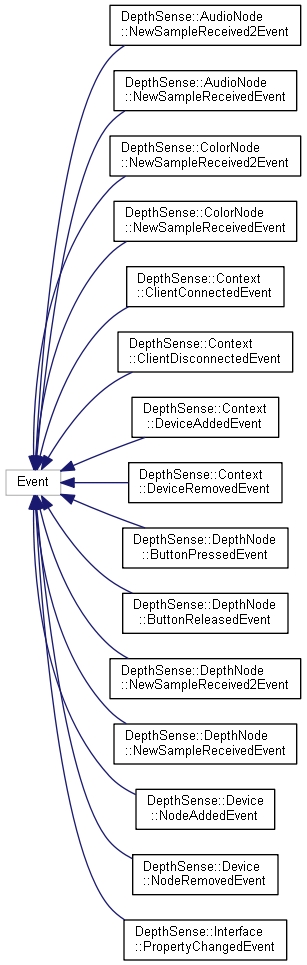 DepthSense::AudioNode
::NewSampleReceived2Event
DepthSense::AudioNode
::NewSampleReceivedEvent
DepthSense::ColorNode
::NewSampleReceived2Event
DepthSense::ColorNode
::NewSampleReceivedEvent
DepthSense::Context
::ClientConnectedEvent
DepthSense::Context
::ClientDisconnectedEvent
DepthSense::Context
::DeviceAddedEvent
Event
DepthSense::Context
::DeviceRemovedEvent
DepthSense::DepthNode
::ButtonPressedEvent
DepthSense::DepthNode
::ButtonReleasedEvent
DepthSense::DepthNode
::NewSampleReceived2Event
DepthSense::DepthNode
::NewSampleReceivedEvent
DepthSense::Device
::NodeAddedEvent
DepthSense::Device
::NodeRemovedEvent
DepthSense::Interface
::PropertyChangedEvent